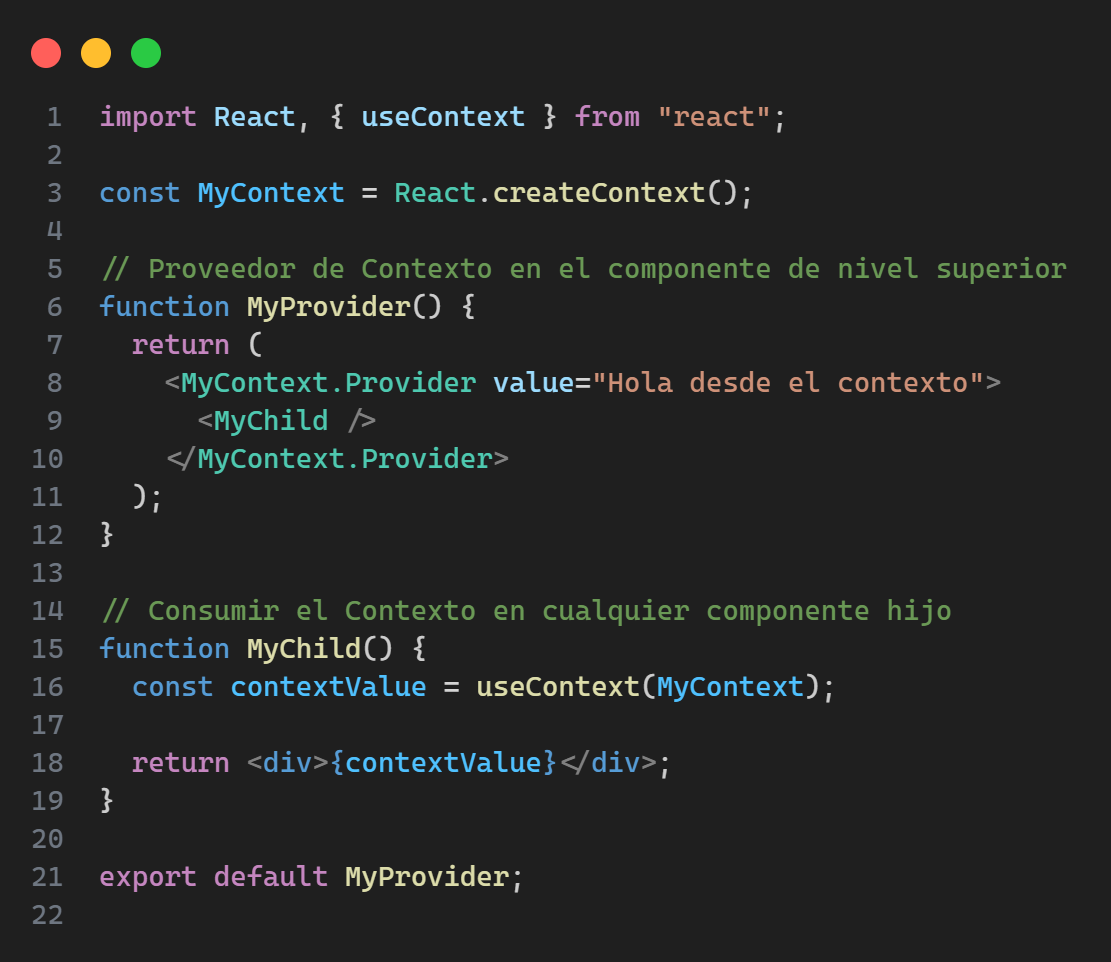 1 import React, { useContext } from "react";
2
3 const MyContext = React.createContext();
4
5 // Proveedor de Contexto en el componente de nivel superior
6 function MyProvider() {
7   return (
8     <MyContext.Provider value="Hola desde el contexto">
9       <MyChild />
10     </MyContext.Provider>
11   );
12 }
13
14 // Consumir el Contexto en cualquier componente hijo
15 function MyChild() {
16   const contextValue = useContext(MyContext);
17
18   return <div>{contextValue}</div>;
19 }
20
21 export default MyProvider;
22